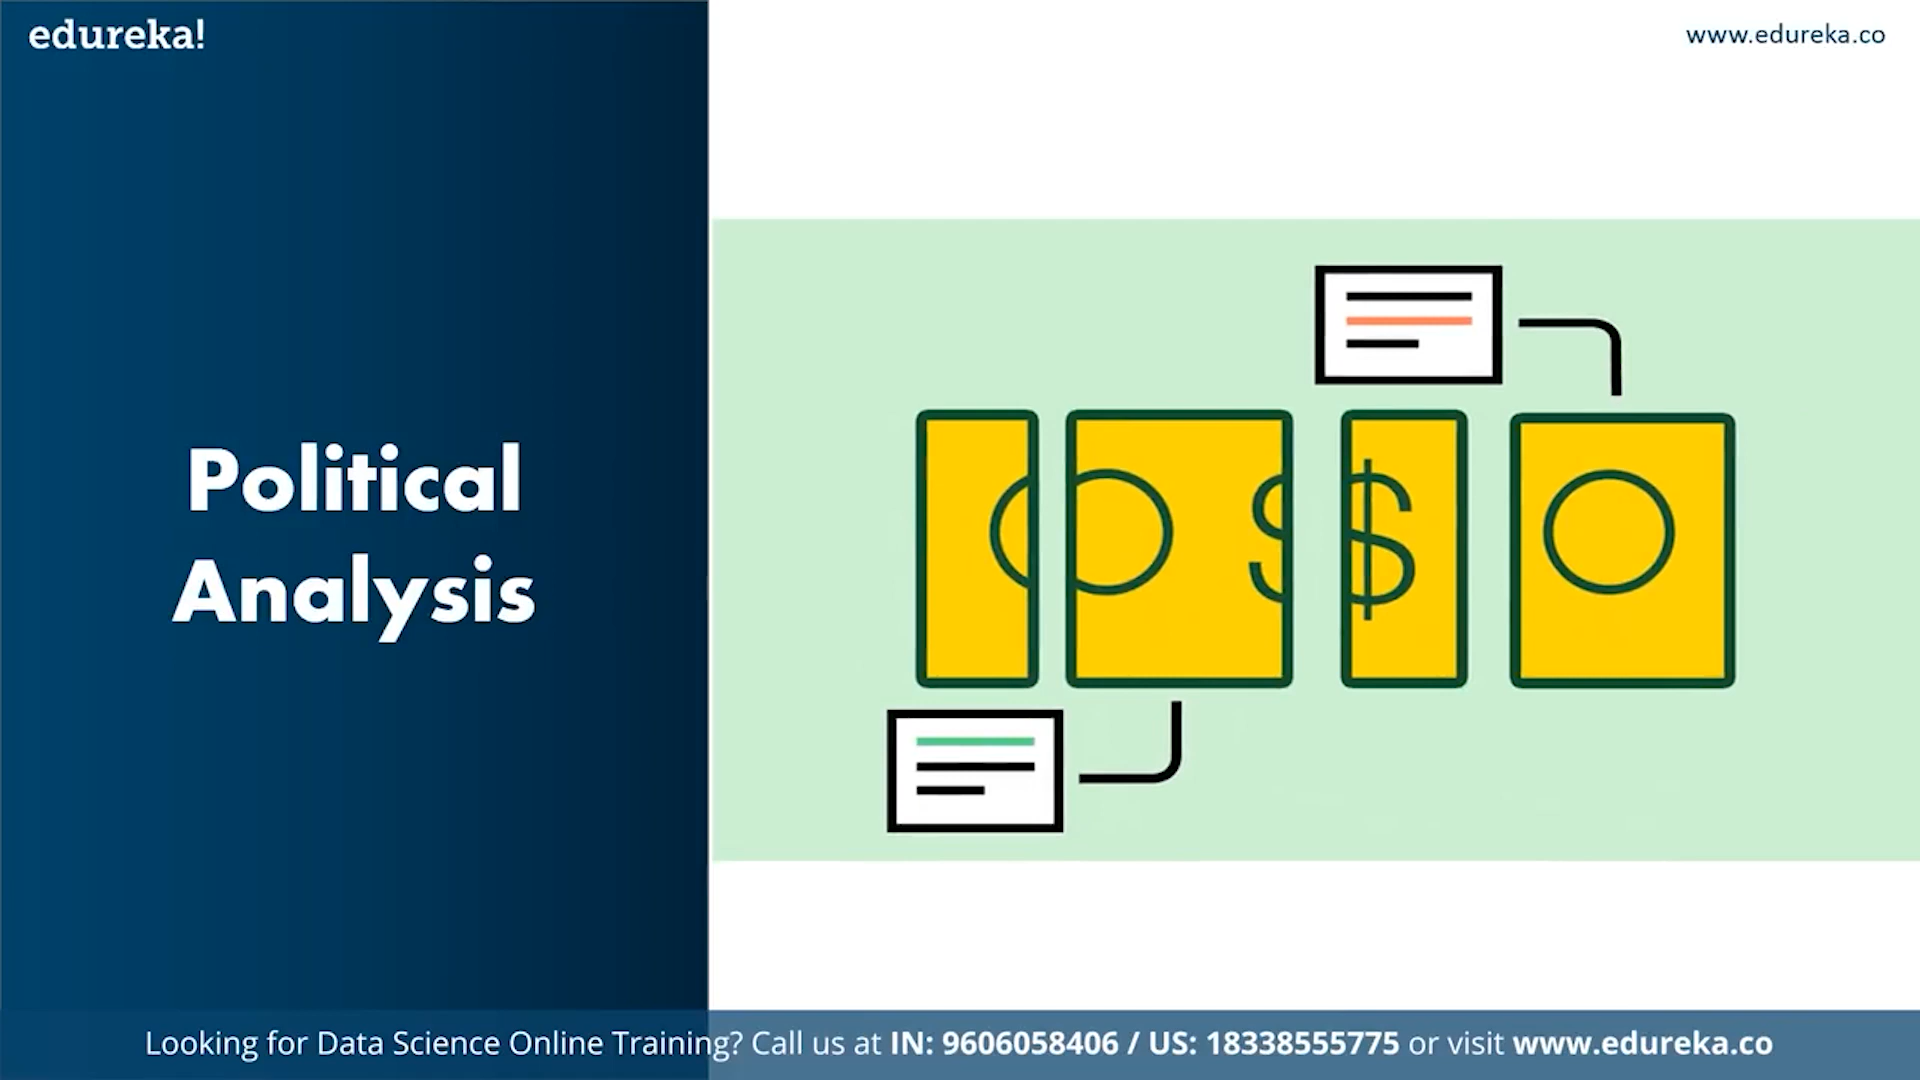 edureka!
www.edureka.co
Political
Analysis
$ $
Looking for Data Science Online Training? Call us at IN: 9606058406 / US: 18338555775 or visit www.edureka.co